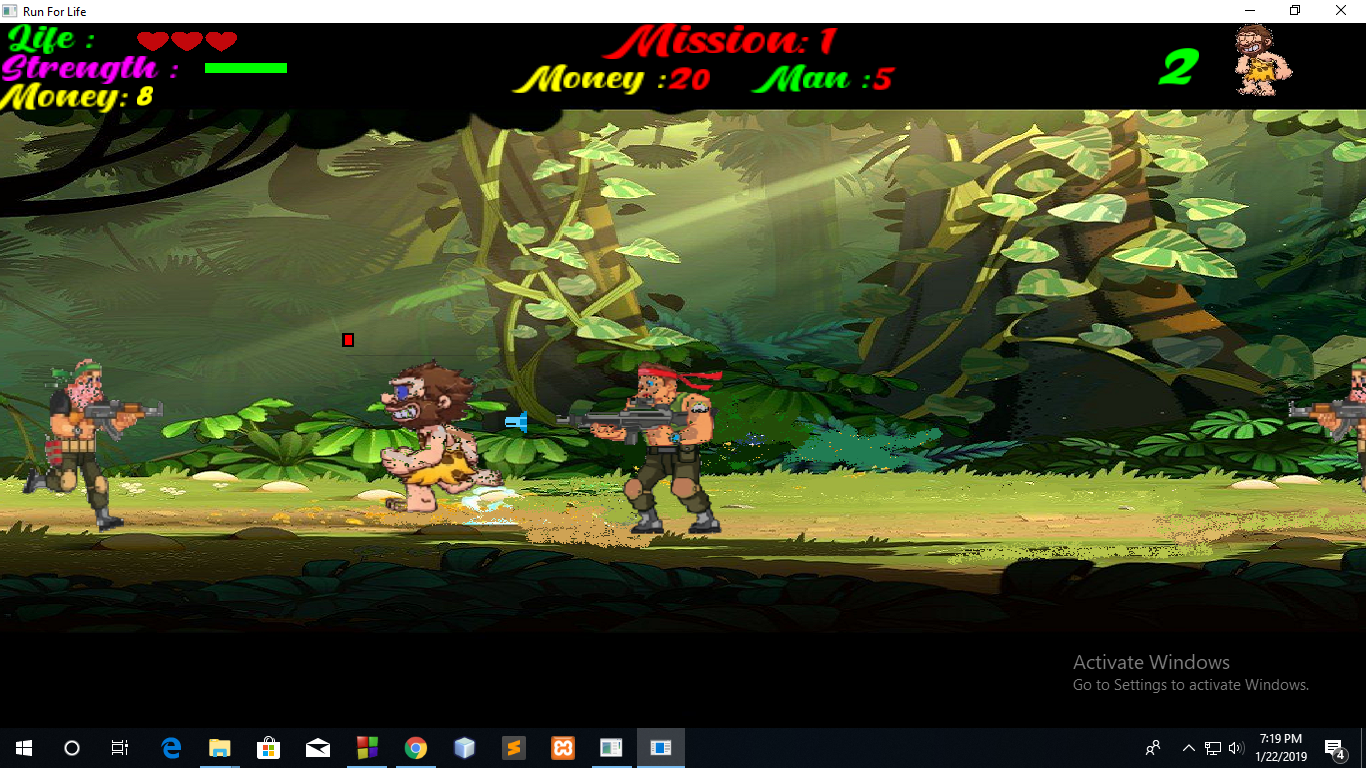 Run For Life
Life :
Strength :
Money: 8
Mission: 1
Money :20 Man :5
2
Activate Windows
Go to Settings to activate Windows.
7:19 PM
1/22/2019
4